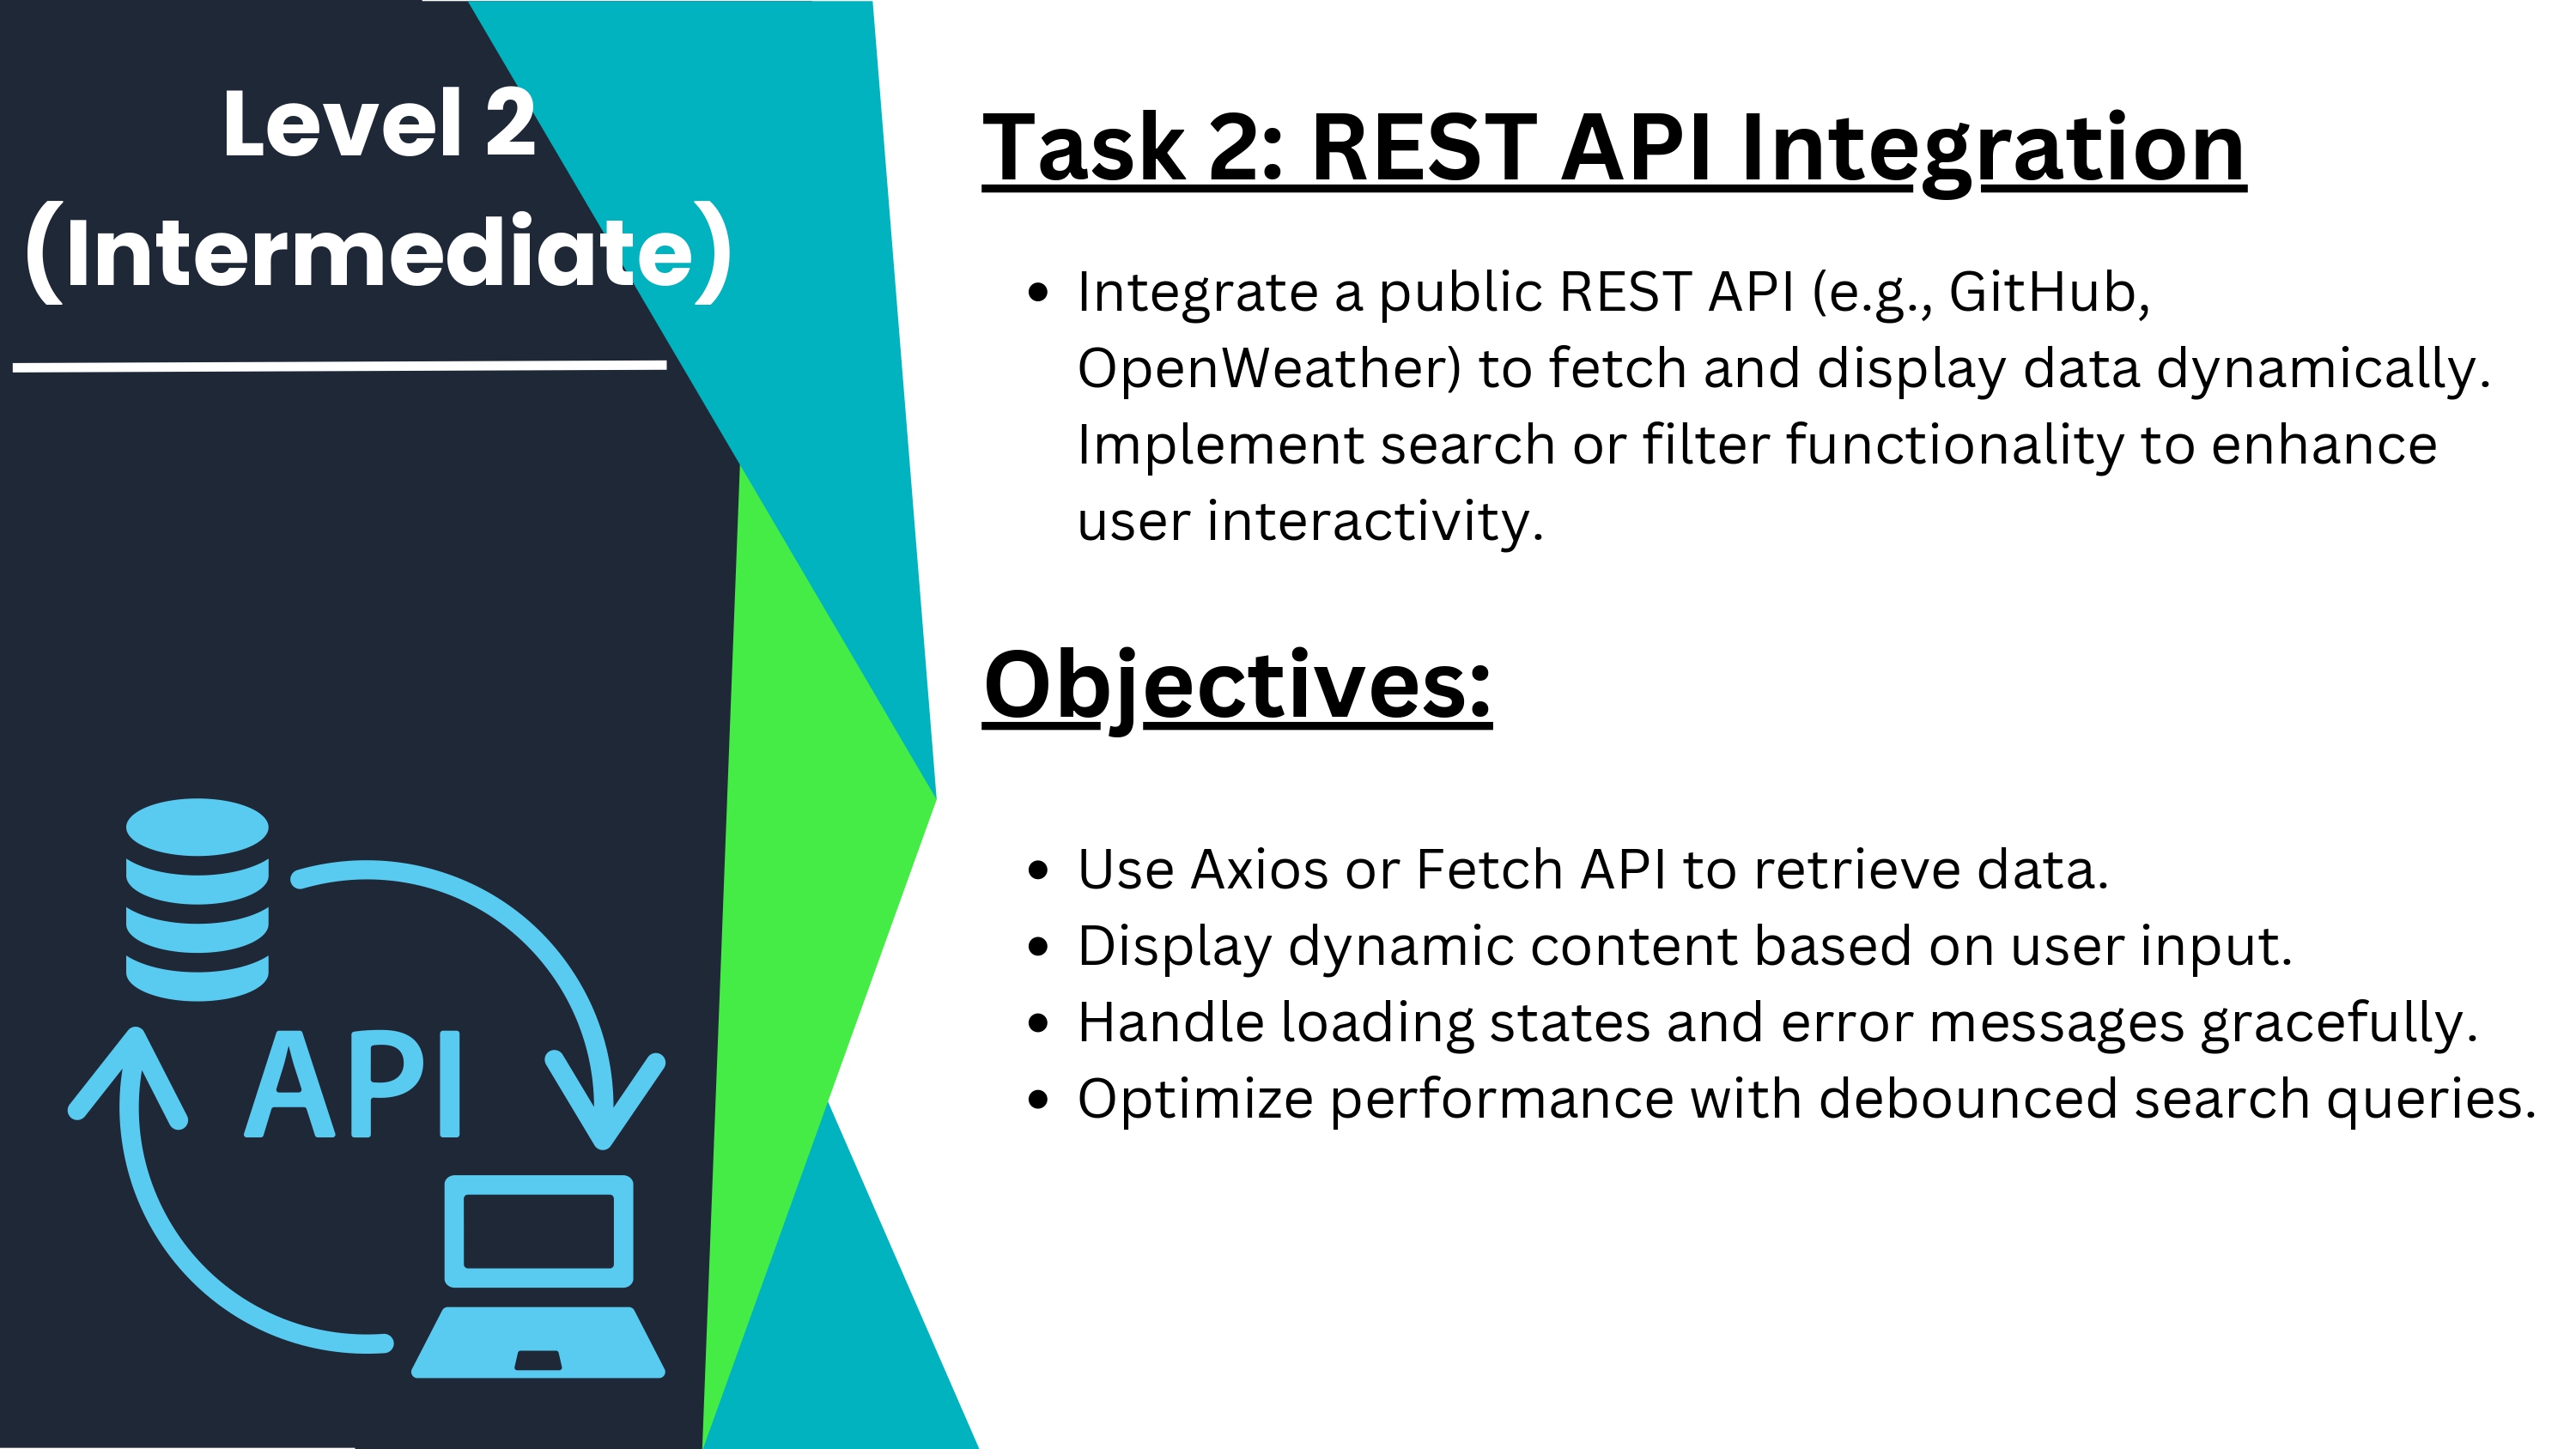 Level 2
(Intermediate)
API
Task 2: REST API Integration
• Integrate a public REST API (e.g., GitHub,
OpenWeather) to fetch and display data dynamically.
Implement search or filter functionality to enhance
user interactivity.
Objectives:
• Use Axios or Fetch API to retrieve data.
• Display dynamic content based on user input.
• Handle loading states and error messages gracefully.
• Optimize performance with debounced search queries.